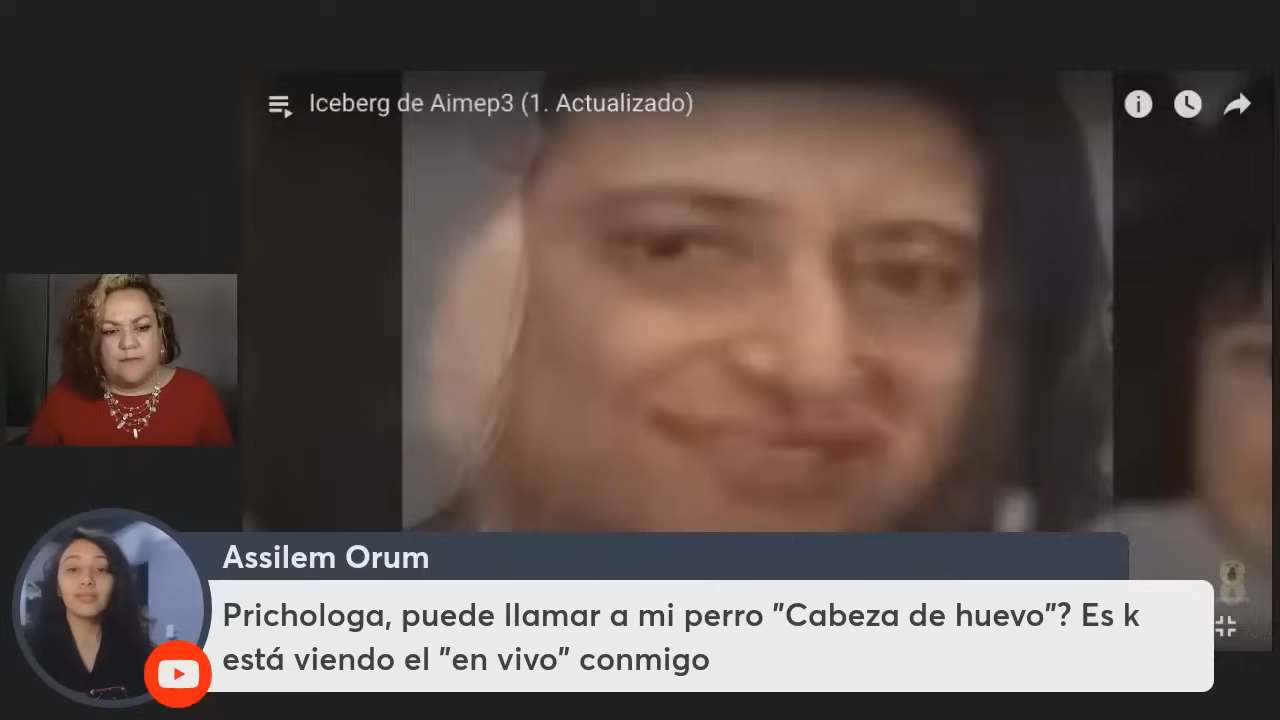 Iceberg de Aimep3 (1. Actualizado)
Assilem Orum
Prichologa, puede llamar a mi perro "Cabeza de huevo"? Es k
está viendo el "en vivo" conmigo